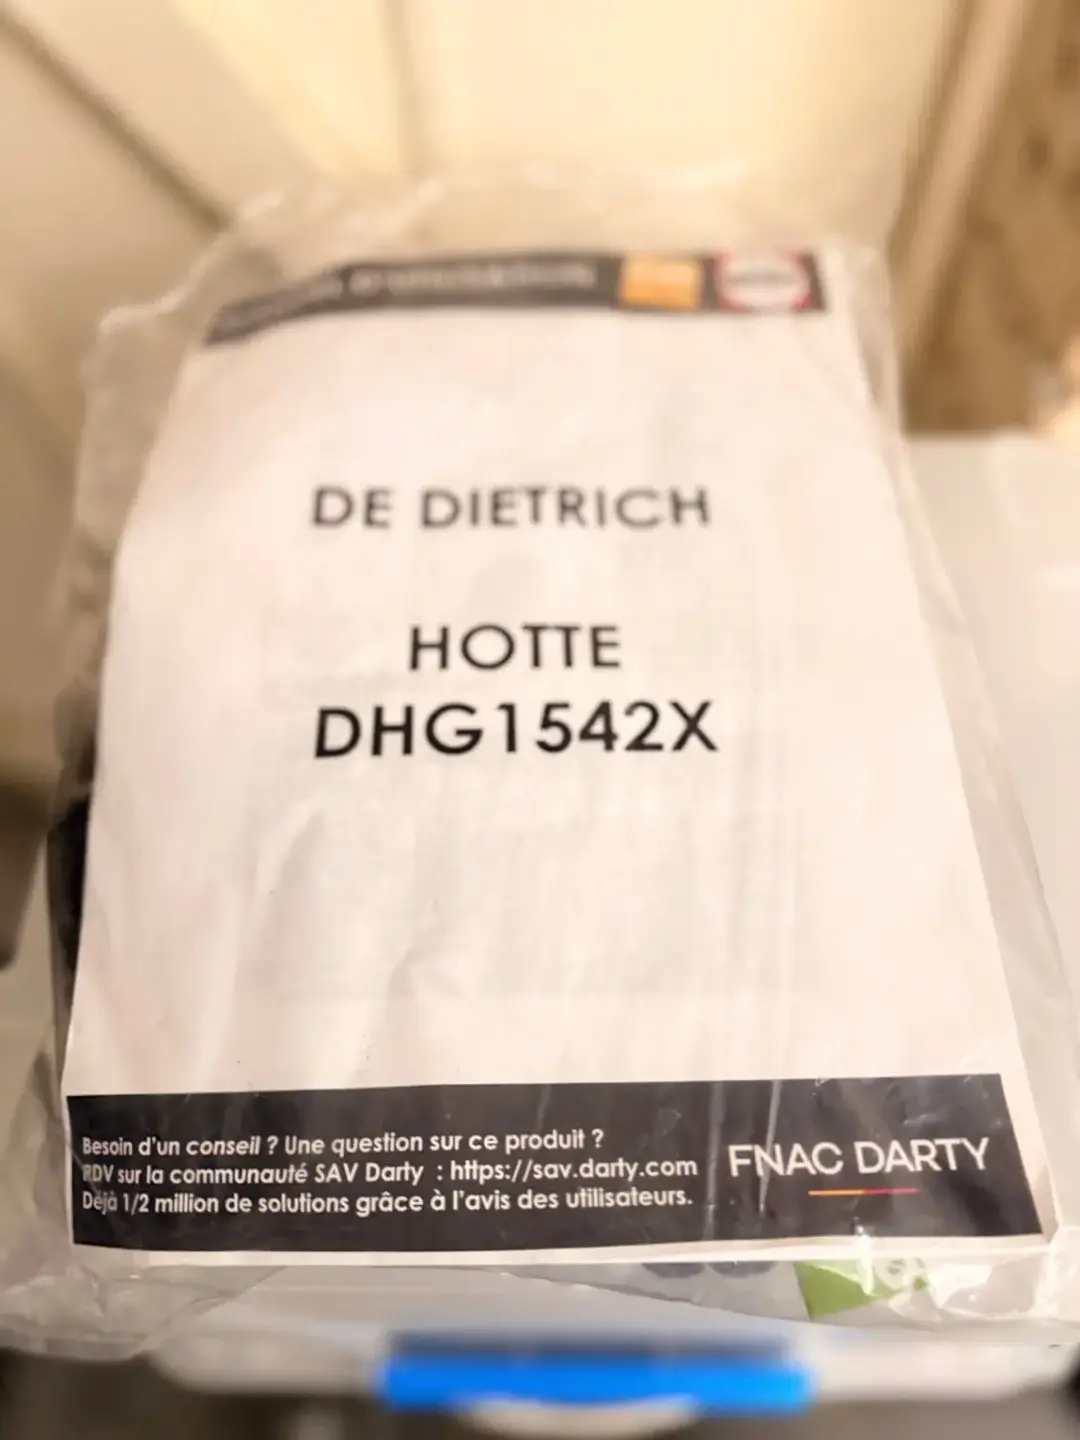 D'UTILISATION
DE DIETRICH
HOTTE
DHG1542X
Besoin d'un conseil ? Une question sur ce produit ?
RDV sur la communauté SAV Darty : https://sav.darty.com
Déjà 1/2 million de solutions grâce à l'avis des utilisateurs.
FNAC DARTY